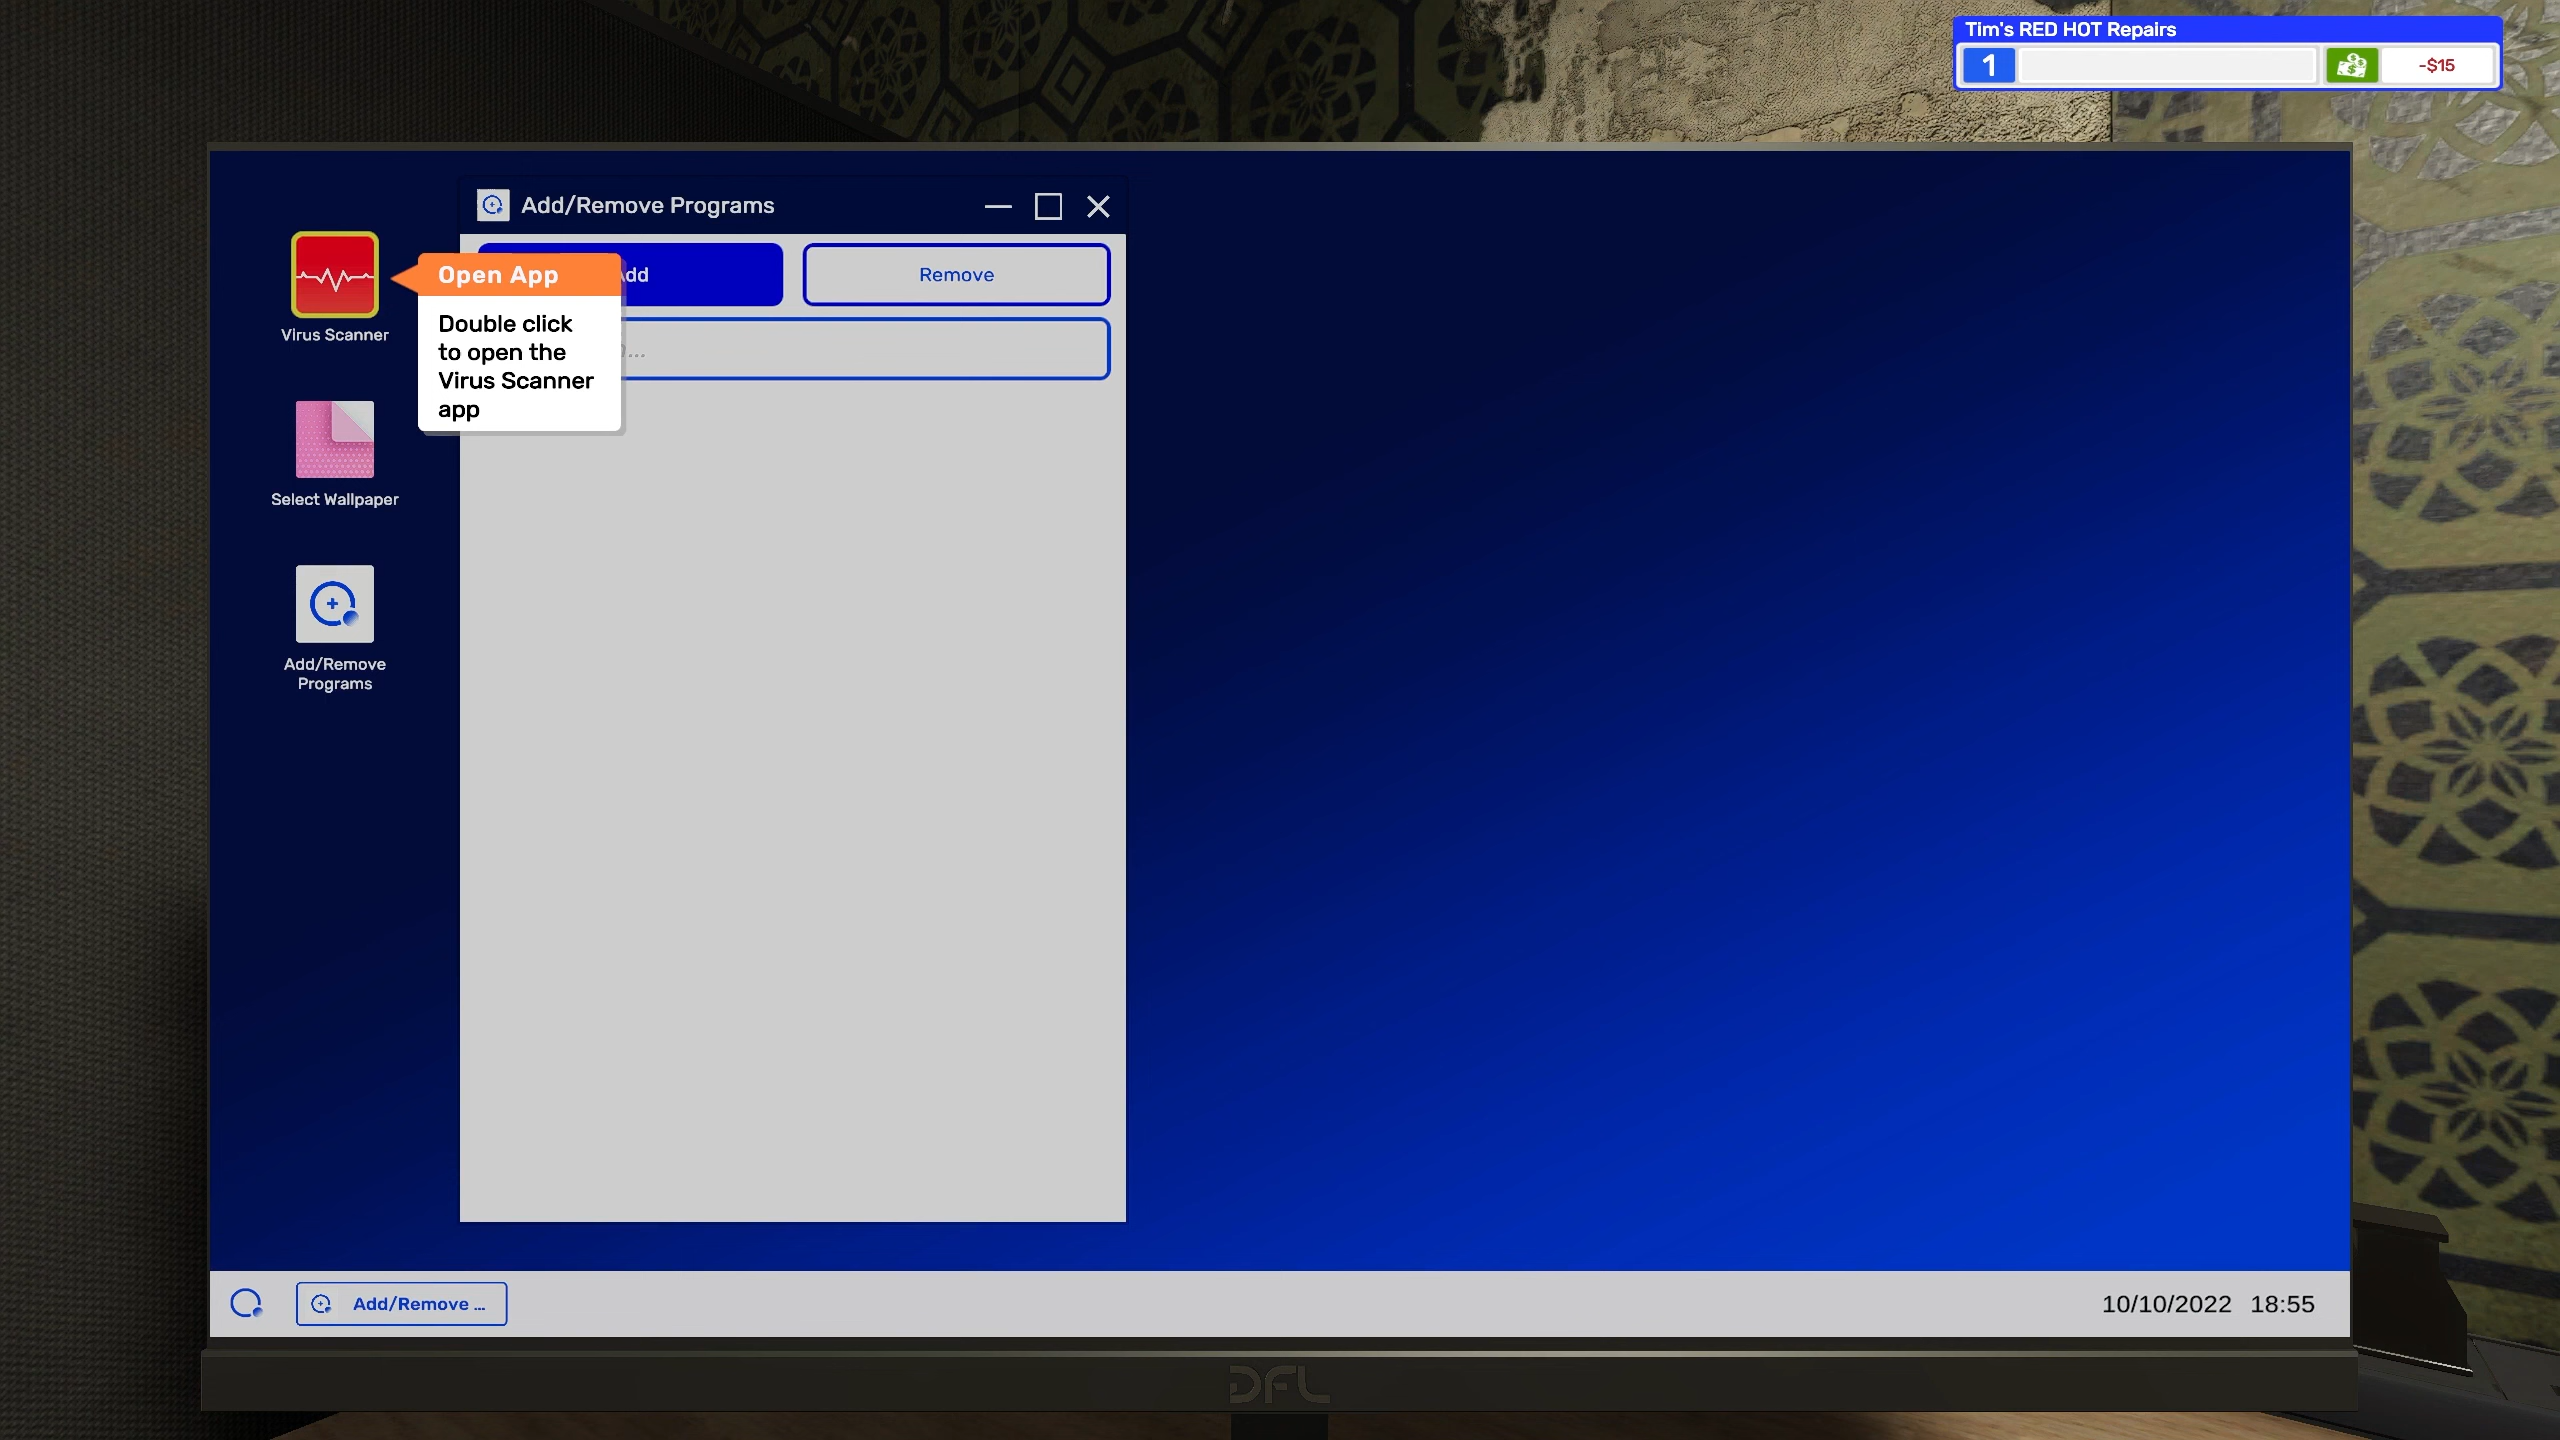 Tim's RED HOT Repairs
1
-$15
Add/Remove Programs
Virus Scanner
Open App
Double click
to open the
Virus Scanner
app
dd
Remove
...
Select Wallpaper
Add/Remove
Programs
Add/Remove ...
10/10/2022 18:55
DFL